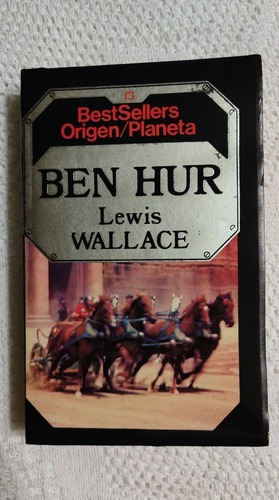 13
BestSellers
Origen/Planeta
BEN HUR
Lewis
WALLACE